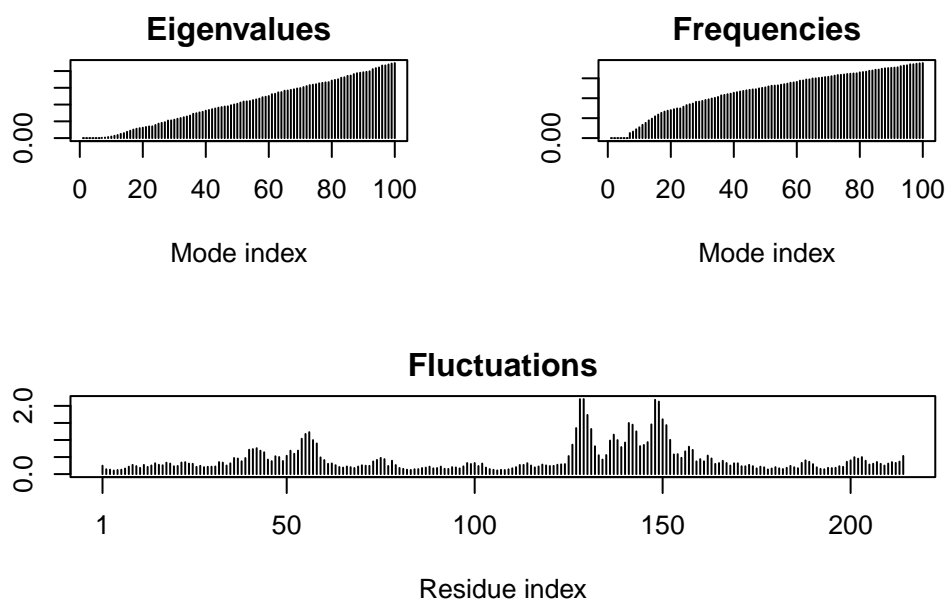 Eigenvalues
0.00
0 20 40 60 80 100
Mode index
Frequencies
0.00
0 20 40 60 80 100
Mode index
Fluctuations
0.0 2.0
1 50 100 150 200
Residue index